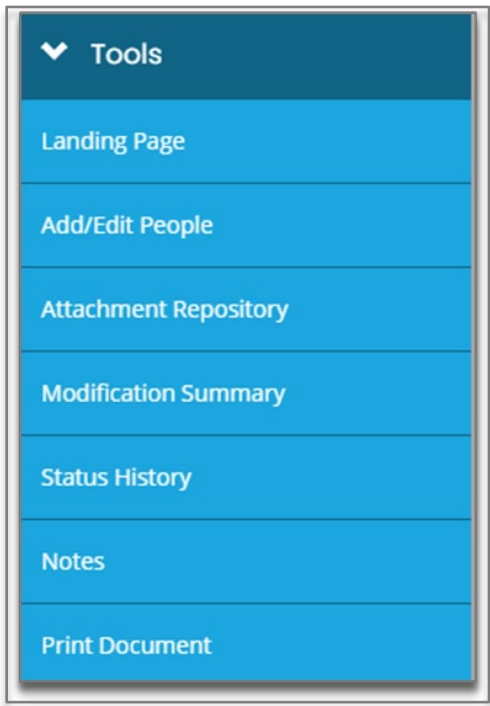 Tools
Landing Page
Add/Edit People
Attachment Repository
Modification Summary
Status History
Notes
Print Document